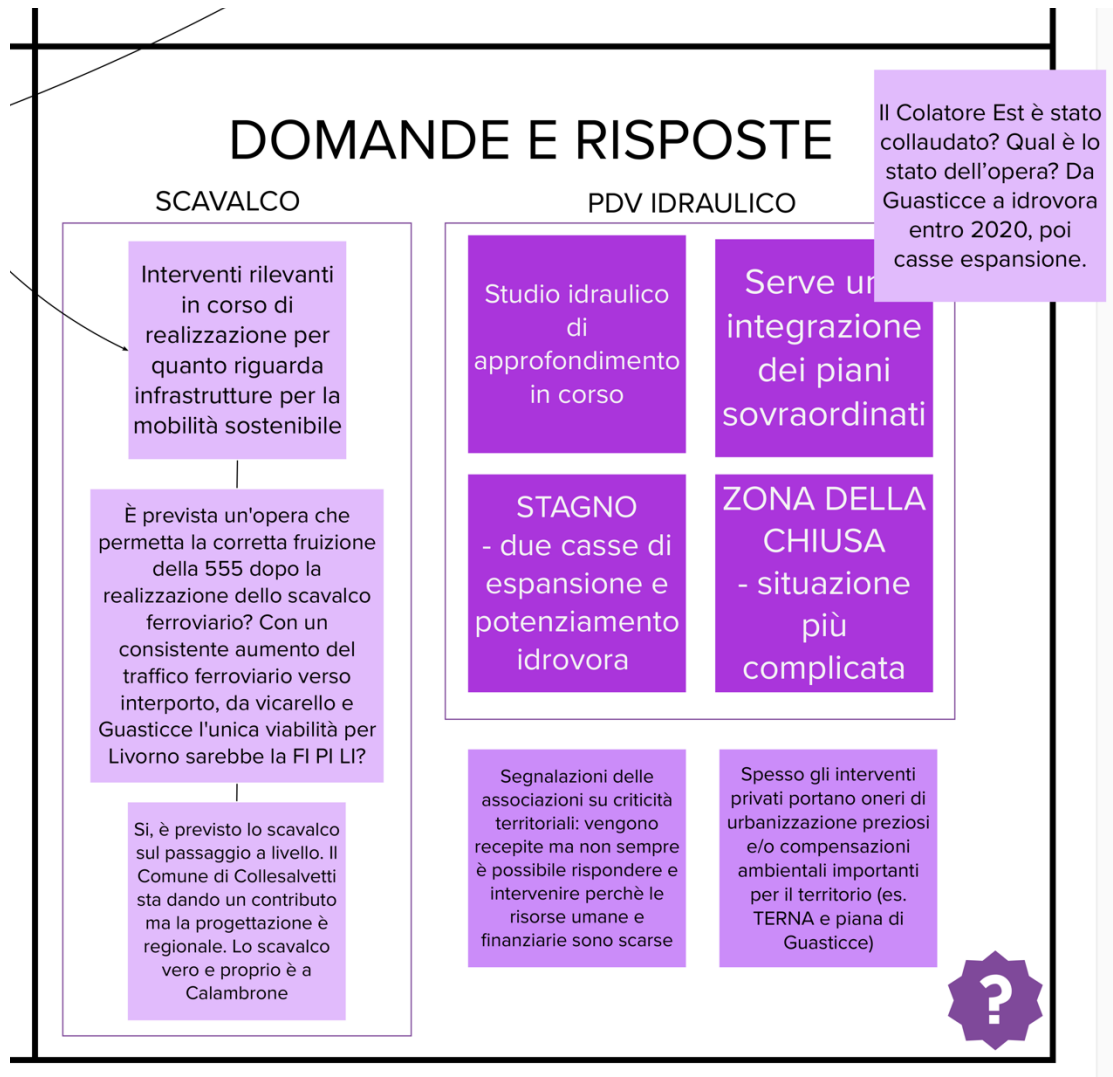 DOMANDE E RISPOSTE
SCAVALCO
Interventi rilevanti
in corso di
realizzazione per
quanto riguarda
infrastrutture per la
mobilità sostenibile
È prevista un'opera che
permetta la corretta fruizione
della 555 dopo la
realizzazione dello scavalco
ferroviario? Con un
consistente aumento del
traffico ferroviario verso
interporto, da vicarello e
Guasticce l'unica viabilità per
Livorno sarebbe la FI PI LI?
Si, è previsto lo scavalco
sul passaggio a livello. Il
Comune di Collesalvetti
sta dando un contributo
ma la progettazione è
regionale. Lo scavalco
vero e proprio è a
Calambrone
PDV IDRAULICO
Studio idraulico
di
approfondimento
in corso
Serve
integrazione
dei piani
sovraordinati
STAGNO
- due casse di
espansione e
potenziamento
idrovora
ZONA DELLA
CHIUSA
- situazione
più
complicata
Il Colatore Est è stato
collaudato? Qual è lo
stato dell’opera? Da
Guasticce a idrovora
entro 2020, poi
casse espansione.
Segnalazioni delle
associazioni su criticità
territoriali: vengono
recepite ma non sempre
è possibile rispondere e
intervenire perchè le
risorse umane e
finanziarie sono scarse
Spesso gli interventi
privati portano oneri di
urbanizzazione preziosi
e/o compensazioni
ambientali importanti
per il territorio (es.
TERNA e piana di
Guasticce)
?